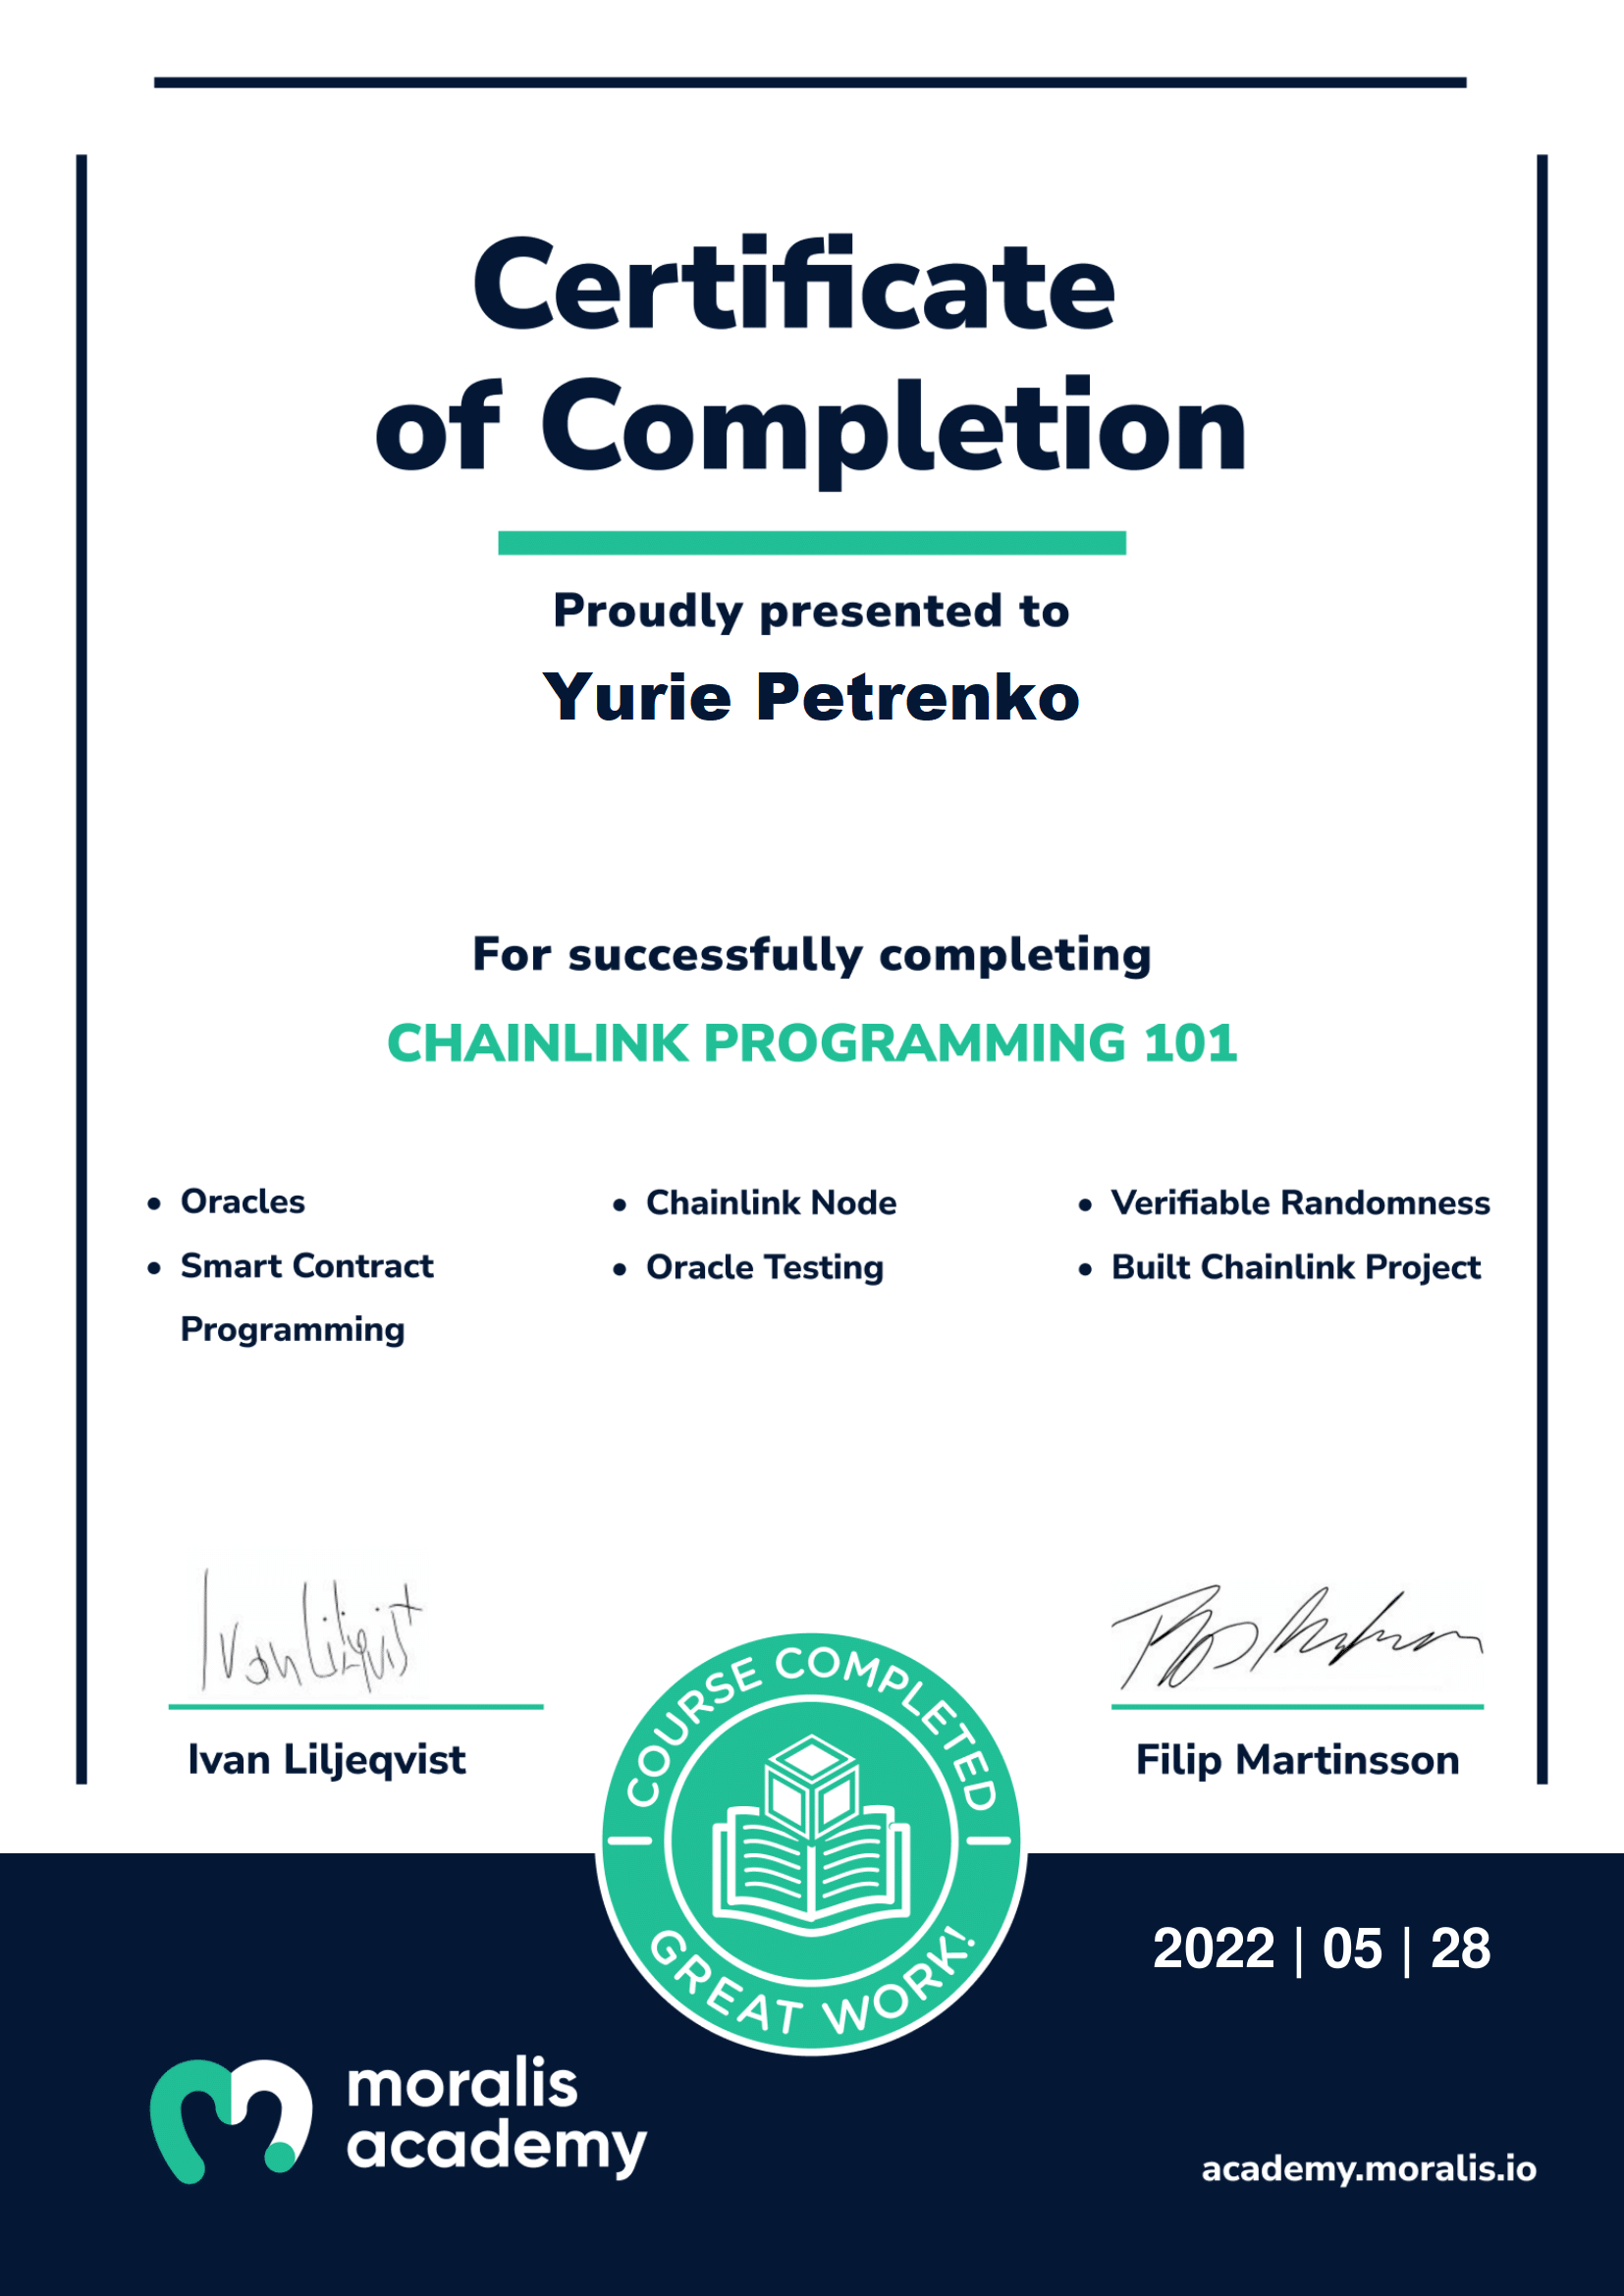 Certificate
of Completion
Proudly presented to
Yurie Petrenko
For successfully completing
CHAINLINK PROGRAMMING 101
• Oracles
• Smart Contract
Programming
• Chainlink Node
• Oracle Testing
• Verifiable Randomness
• Built Chainlink Project
Ivan Liljeqvist
Ivan Liljeqvist
Filip Martinsson
COURSE COMPLETED
GREAT WORK!
2022 | 05 | 28
moralis
academy
academy.moralis.io